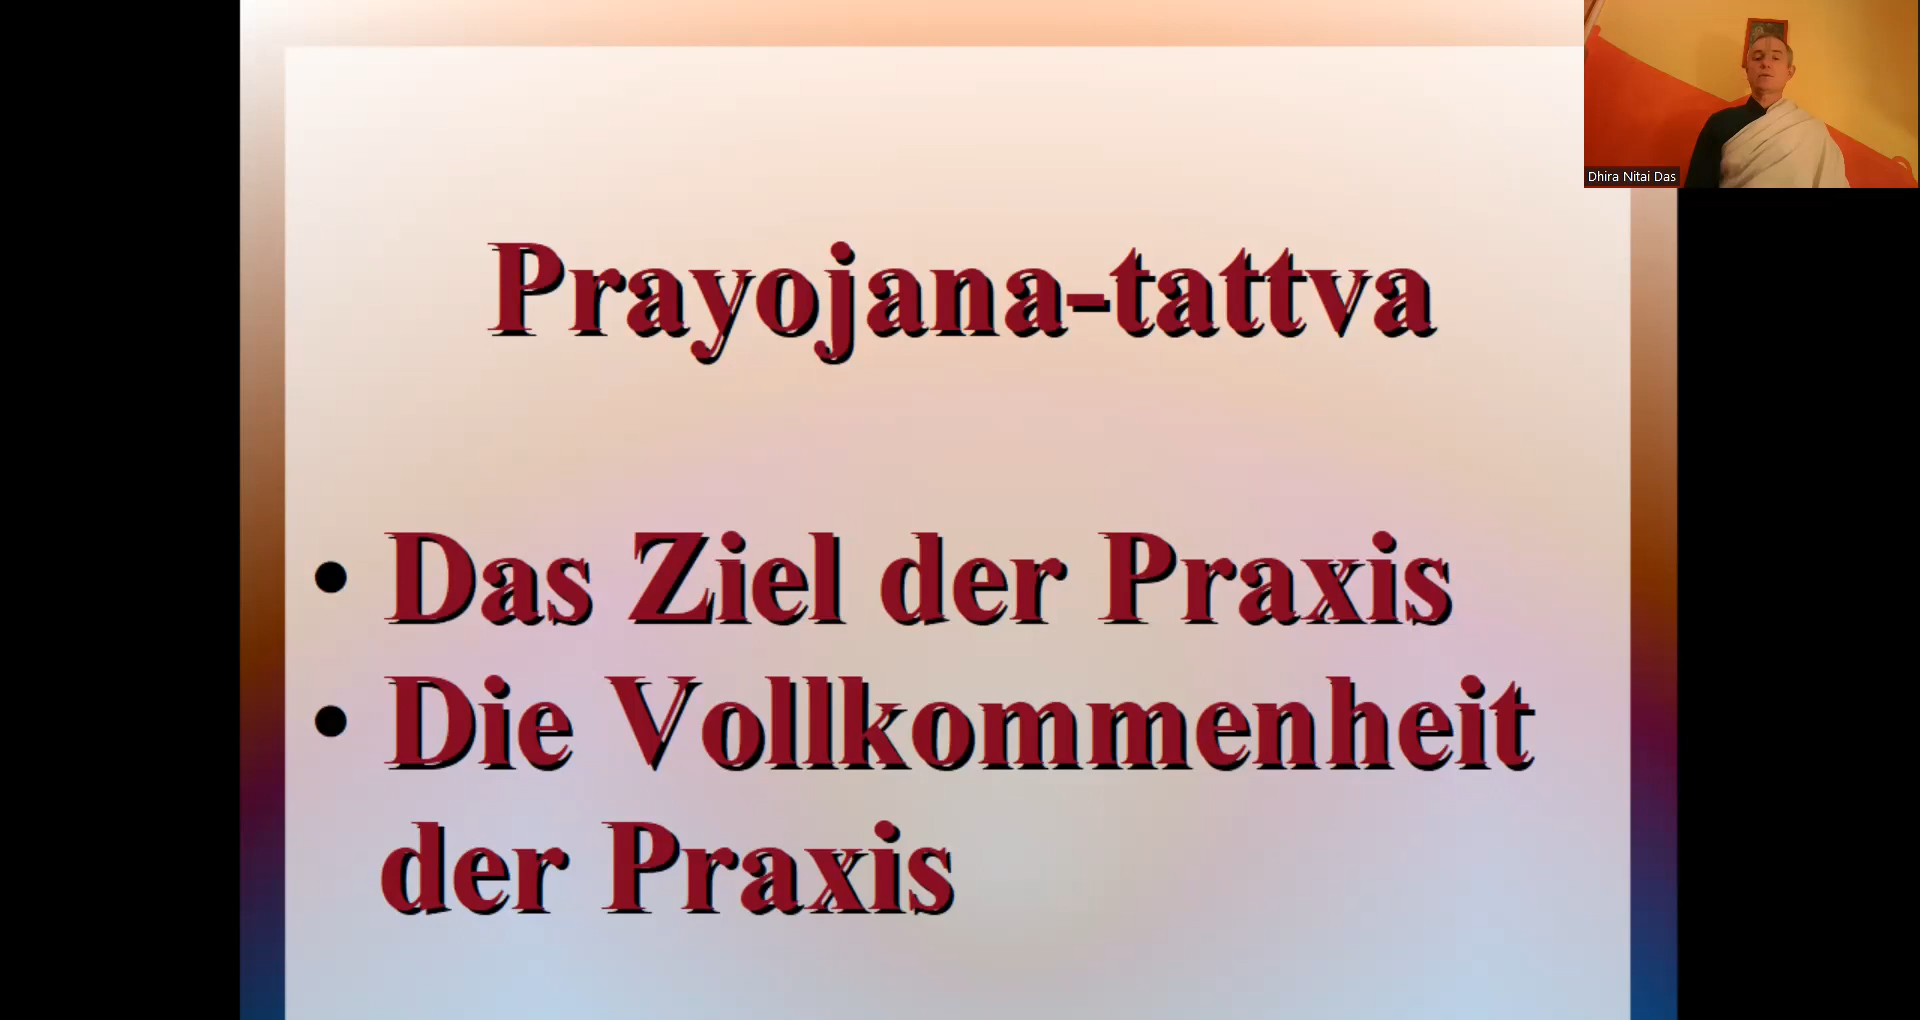 Dhira Nitai Das
Prayojana-tattva
• Das Ziel der Praxis
• Die Vollkommenheit
der Praxis